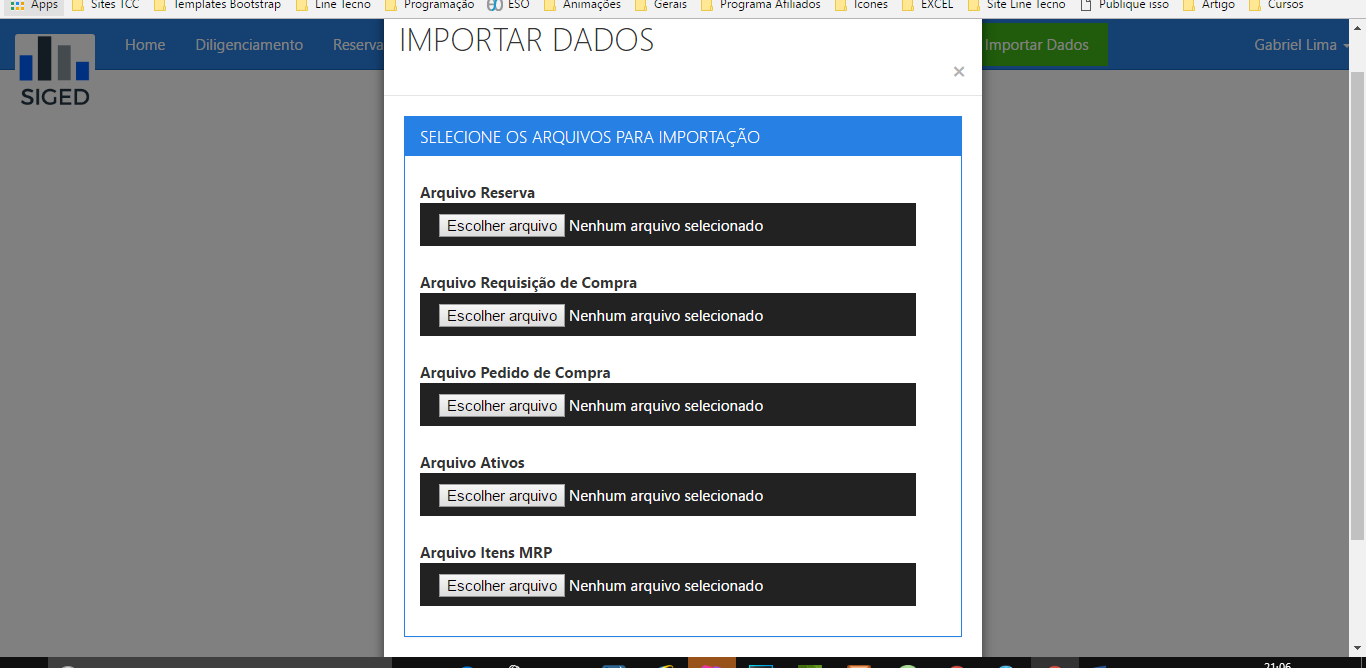 Apps Sites TCC Templates Bootstrap Line Tecno Programação ESO Animações Gerais Programa Afiliados Icones EXCEL Site Line Tecno Publique isso Artigo Cursos
SIGED Home Diligenciamento Reserva Importar Dados Gabriel Lima
IMPORTAR DADOS
×
SELECIONE OS ARQUIVOS PARA IMPORTAÇÃO
Arquivo Reserva
Escolher arquivo Nenhum arquivo selecionado
Arquivo Requisição de Compra
Escolher arquivo Nenhum arquivo selecionado
Arquivo Pedido de Compra
Escolher arquivo Nenhum arquivo selecionado
Arquivo Ativos
Escolher arquivo Nenhum arquivo selecionado
Arquivo Itens MRP
Escolher arquivo Nenhum arquivo selecionado
21:06